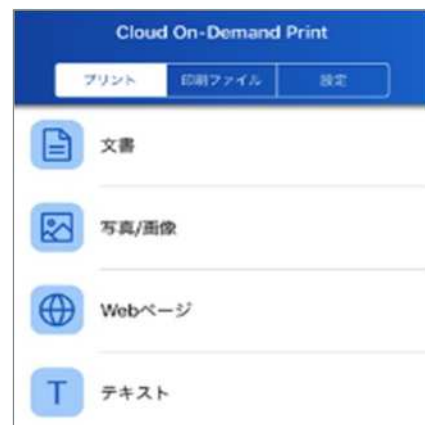 Cloud On-Demand Print
プリント 印刷ファイル 設定
文書
写真/画像
Webページ
T テキスト